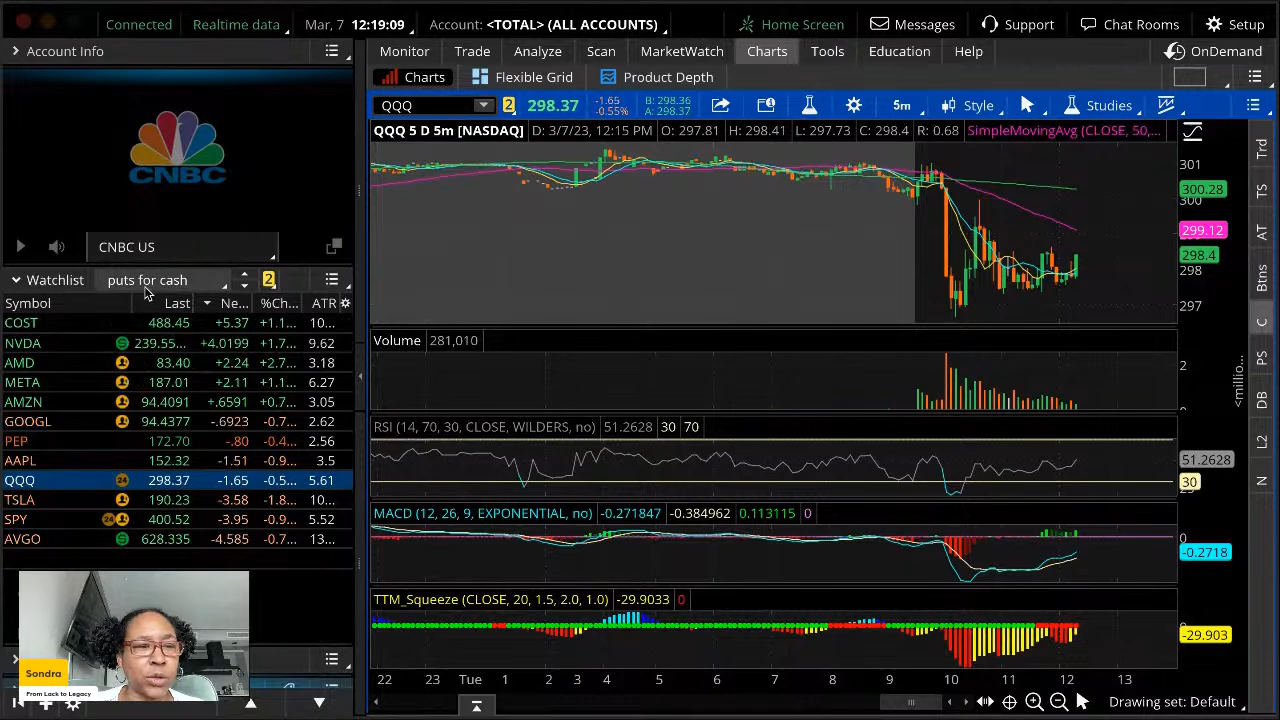 Connected Realtime data Mar, 7 12:19:09 Account: <TOTAL> (ALL ACCOUNTS) Home Screen Messages Support Chat Rooms Setup
Account Info
Monitor Trade Analyze Scan MarketWatch Charts Tools Education Help OnDemand
Charts Flexible Grid Product Depth
CNBC
CNBC US
QQQ 2 298.37 -1.65 -0.55% B: 298.36 A: 298.37 5m Style Studies
QQQ 5 D 5m [NASDAQ] D: 3/7/23, 12:15 PM O: 297.81 H: 298.41 L: 297.73 C: 298.4 R: 0.68 SimpleMovingAvg (CLOSE, 50,...
301
300.28
300
299.12
298.4
298
297
Watchlist puts for cash 2
Symbol Last Ne... %Ch... ATR
COST 488.45 +5.37 +1.1... 10...
NVDA 239.55... +4.0199 +1.7... 9.62
AMD 83.40 +2.24 +2.7... 3.18
META 187.01 +2.11 +1.1... 6.27
AMZN 94.4091 +.6591 +0.7... 3.05
GOOGL 94.4377 -.6923 -0.7... 2.62
PEP 172.70 -.80 -0.4... 2.56
AAPL 152.32 -1.51 -0.9... 3.5
QQQ 24 298.37 -1.65 -0.5... 5.61
TSLA 190.23 -3.58 -1.8... 10...
SPY 24 400.52 -3.95 -0.9... 5.52
AVGO 628.335 -4.585 -0.7... 13...
Volume 281,010
2
<millio...
RSI (14, 70, 30, CLOSE, WILDERS, no) 51.2628 30 70
51.2628
30
MACD (12, 26, 9, EXPONENTIAL, no) -0.271847 -0.384962 0.113115 0
0
-0.2718
TTM_Squeeze (CLOSE, 20, 1.5, 2.0, 1.0) -29.9033 0
-29.903
22 23 Tue 1 2 3 4 5 6 7 8 9 10 11 12 13
Drawing set: Default
Trd
TS
AT
Btns
C
PS
DB
L2
N
Sondra
From Lack to Legacy